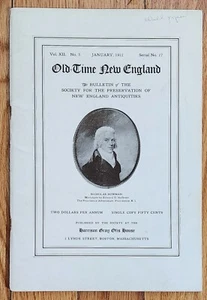 Vol. XII, No. 3 JANUARY, 1922 Serial No. 27
Old-Time New England
The BULLETIN of THE
SOCIETY FOR THE PRESERVATION OF
NEW ENGLAND ANTIQUITIES
TWO DOLLARS PER ANNUM SINGLE COPY FIFTY CENTS
PUBLISHED BY THE SOCIETY AT THE
Harrison Gray Otis House
2 LYNDE STREET, BOSTON, MASSACHUSETTS